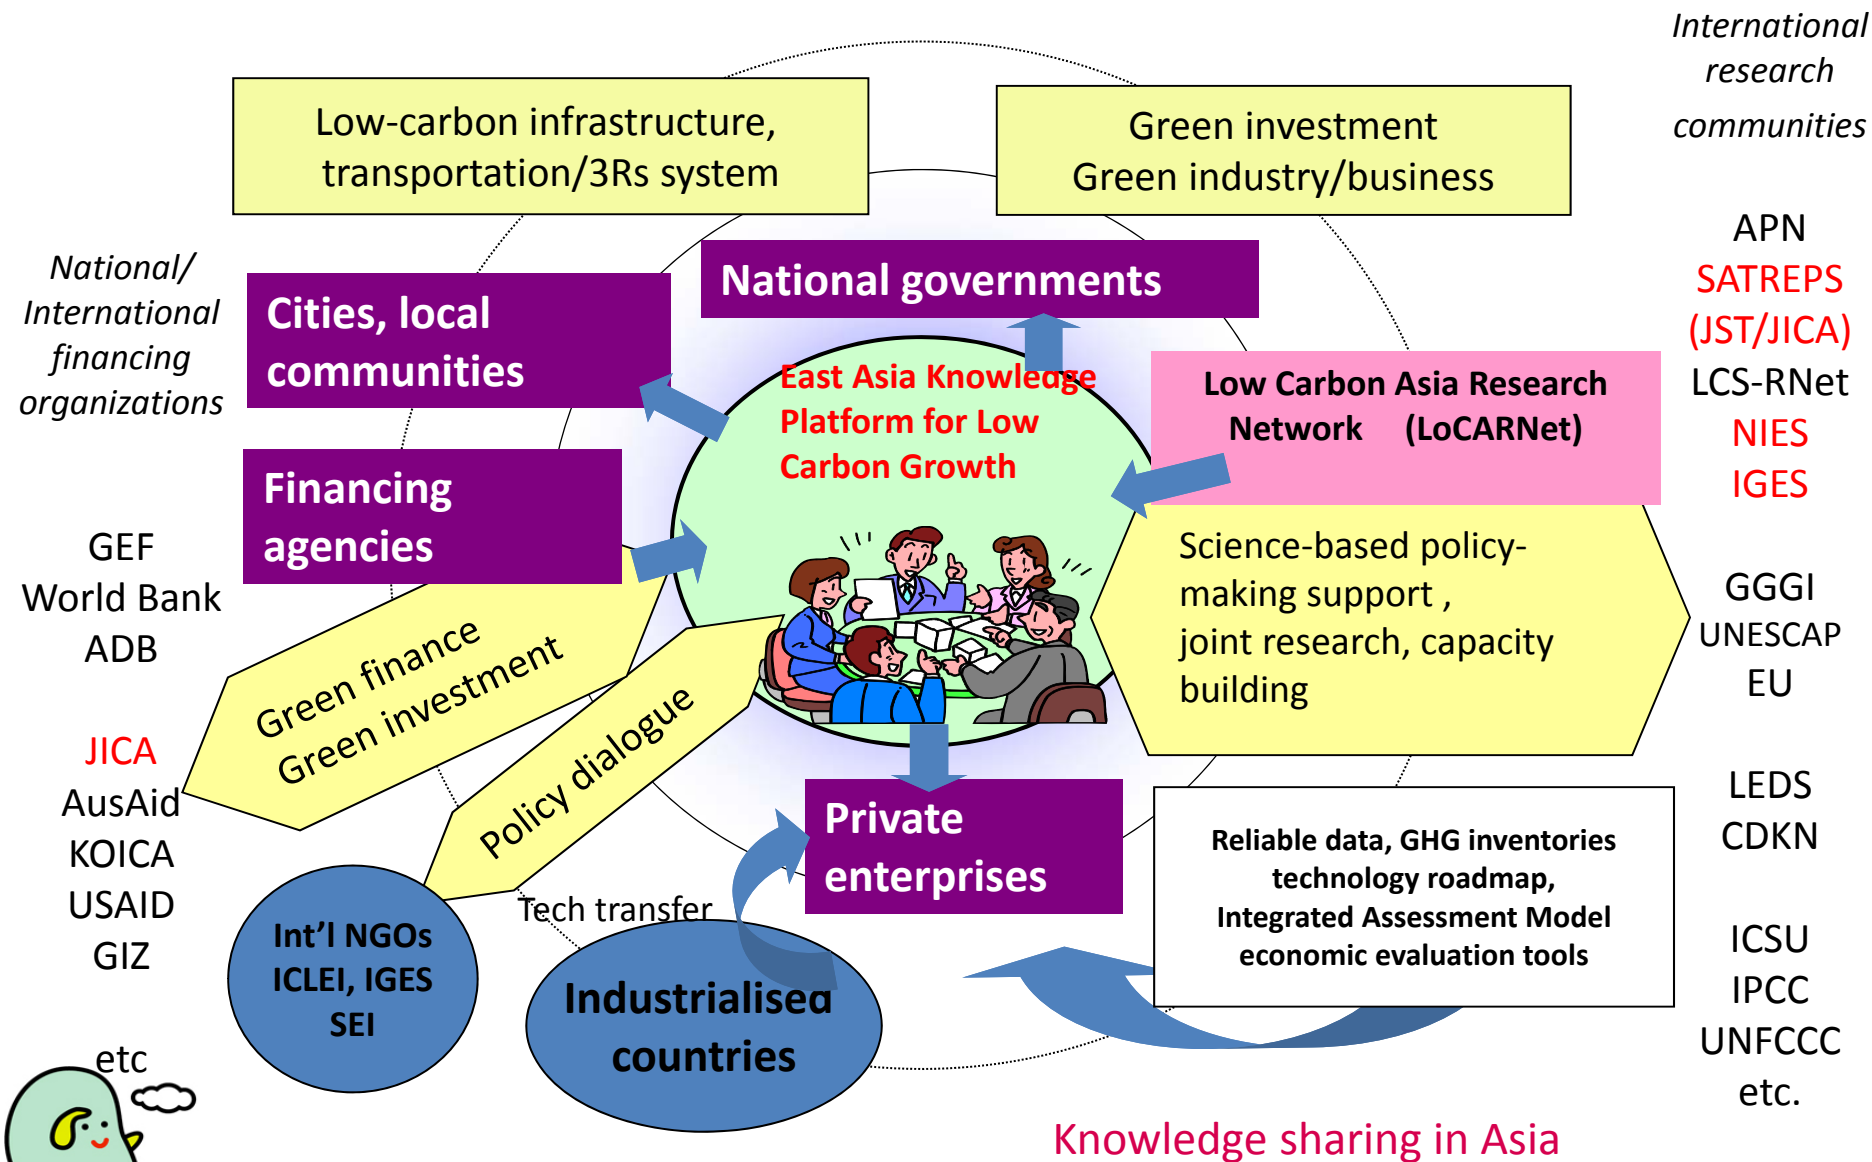 International
research
communities
Low-carbon infrastructure,
transportation/3Rs system
Green investment
Green industry/business
National/
International
financing
organizations
Cities, local
communities
National governments
East Asia Knowledge
Platform for Low
Carbon Growth
Low Carbon Asia Research
Network (LoCARNet)
APN
SATREPS
(JST/JICA)
LCS-RNet
NIES
IGES
Financing
agencies
Science-based policy-
making support ,
joint research, capacity
building
GEF
World Bank
ADB
GGGI
UNESCAP
EU
Green finance
Green investment
Policy dialogue
JICA
AusAid
KOICA
USAID
GIZ
etc
Private
enterprises
Reliable data, GHG inventories
technology roadmap,
Integrated Assessment Model
economic evaluation tools
LEDS
CDKN
Tech transfer
Int'l NGOs
ICLEI, IGES
SEI
Industrialised
countries
ICSU
IPCC
UNFCCC
etc.
Knowledge sharing in Asia